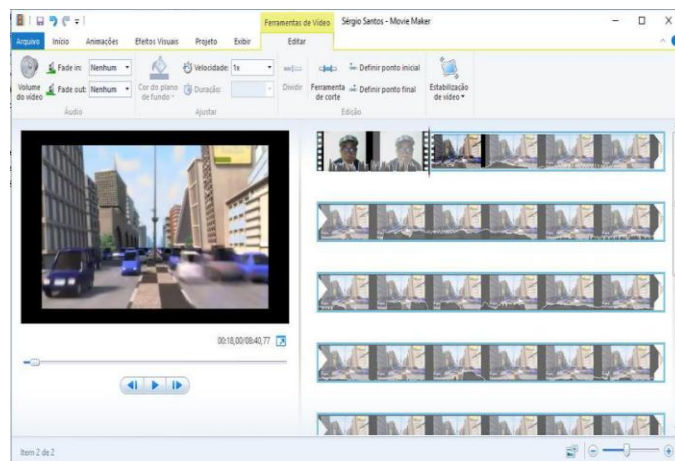 Ferramentas de Vídeo Sérgio Santos - Movie Maker
Arquivo Início Animações Efeitos Visuais Projeto Exibir Editar
Volume do vídeo
Fade in: Nenhum
Fade out: Nenhum
Áudio
Cor do plano de fundo
Velocidade: 1x
Duração:
Ajustar
Dividir
Ferramenta de corte
Definir ponto inicial
Definir ponto final
Edição
Estabilização de vídeo
00:18,00/08:40,77
Item 2 de 2